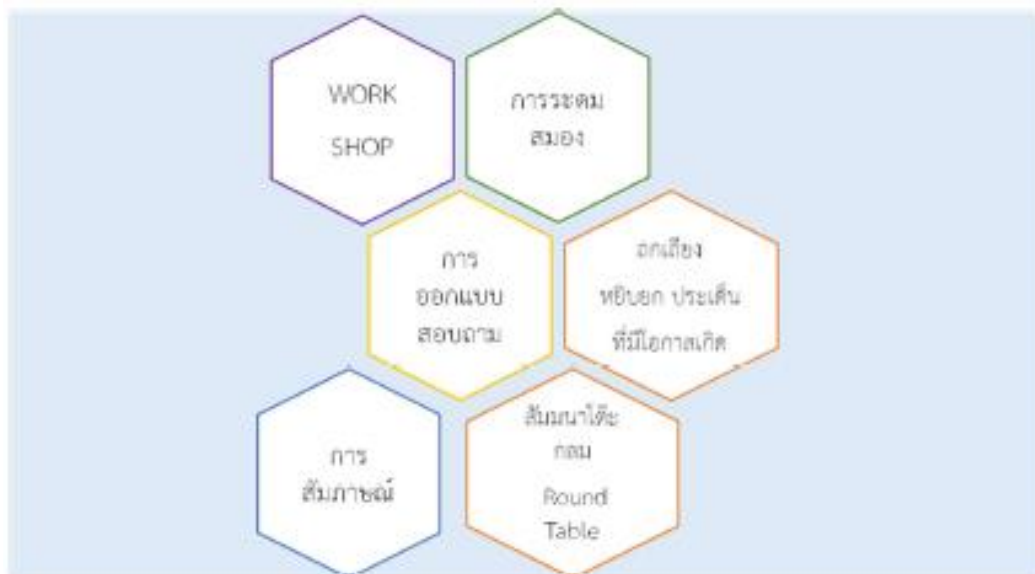 WORK
SHOP
การระดม
สมอง
การ
ออกแบบ
สอบถาม
ถกเถียง
หยิบยก ประเด็น
ที่มีโอกาสเกิด
การ
สัมภาษณ์
สัมมนาโต๊ะ
กลม
Round
Table